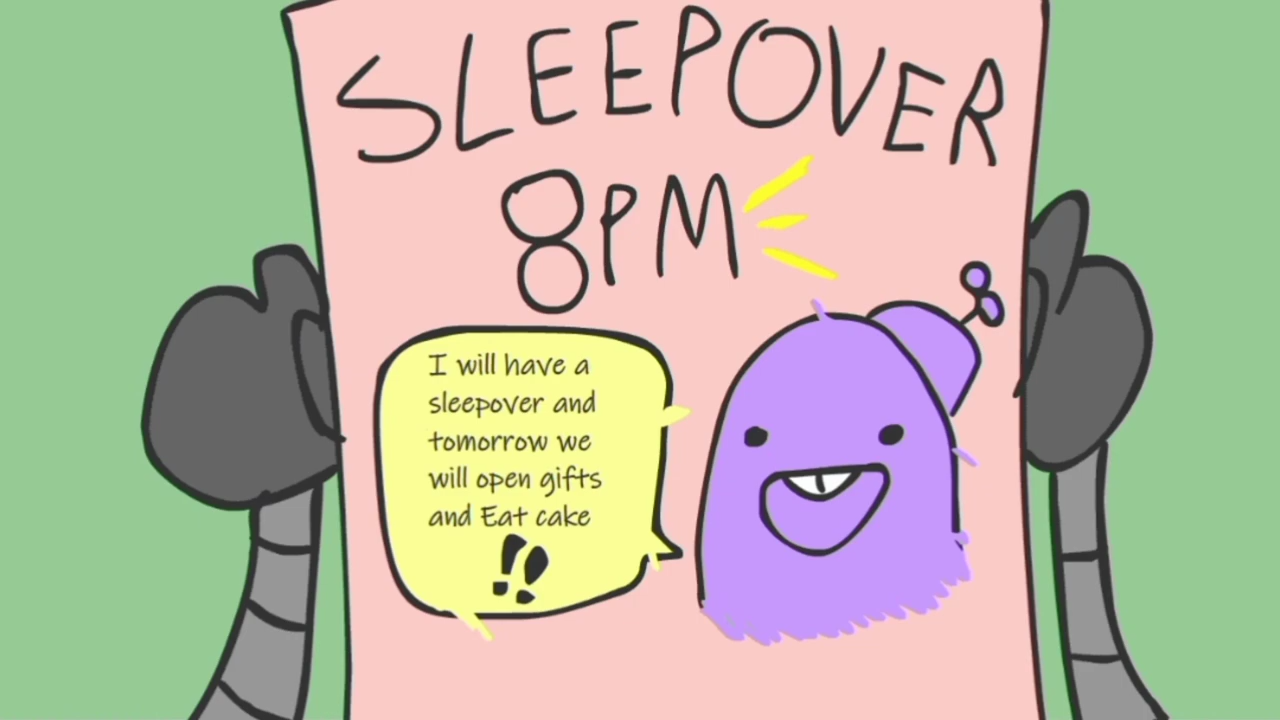 SLEEPOVER
8PM
I will have a
sleepover and
tomorrow we
will open gifts
and Eat cake
!!